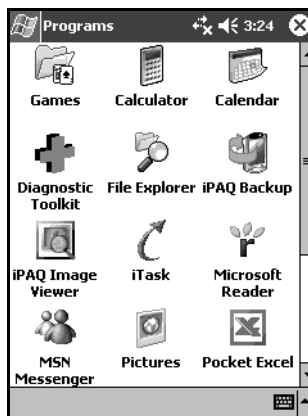 Programs 3:24
Games Calculator Calendar
Diagnostic File Explorer iPAQ Backup
Toolkit
iPAQ Image iTask Microsoft
Viewer Reader
MSN Pictures Pocket Excel
Messenger